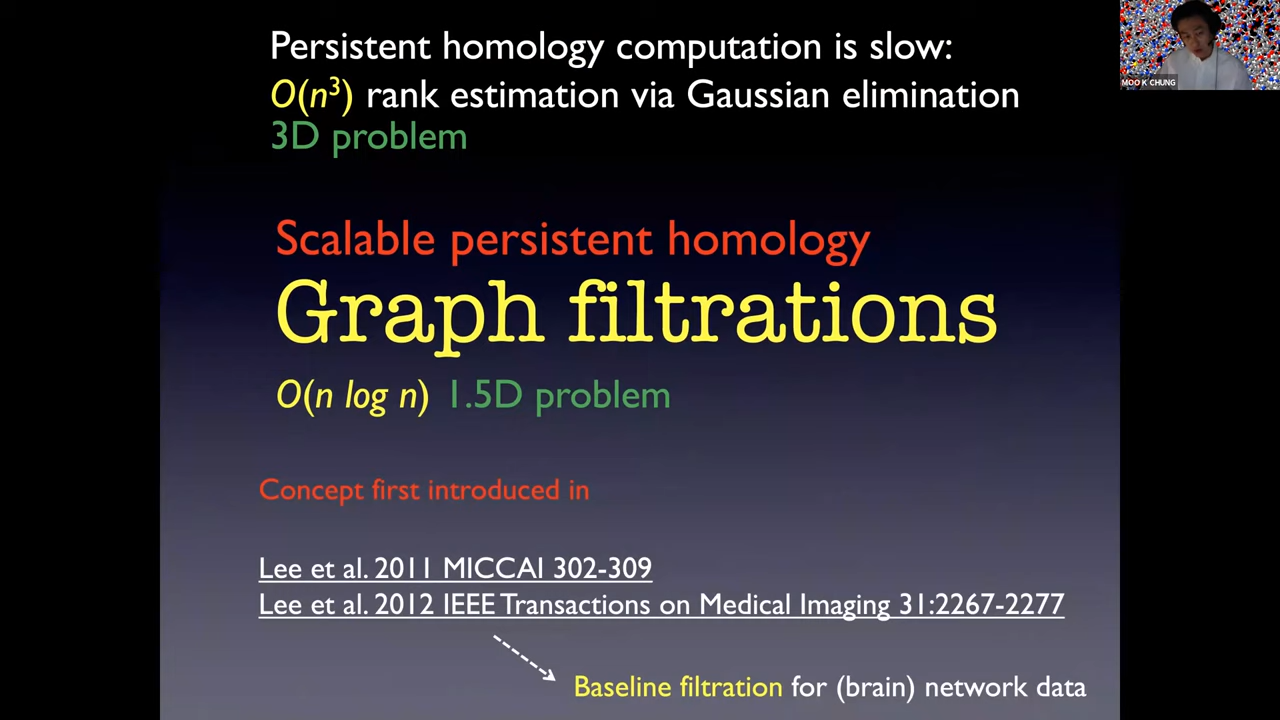 Persistent homology computation is slow:
O(n³) rank estimation via Gaussian elimination
3D problem
MOO K CHUNG
Scalable persistent homology
Graph filtrations
O(n log n) 1.5D problem
Concept first introduced in
Lee et al. 2011 MICCAI 302-309
Lee et al. 2012 IEEE Transactions on Medical Imaging 31:2267-2277
Baseline filtration for (brain) network data